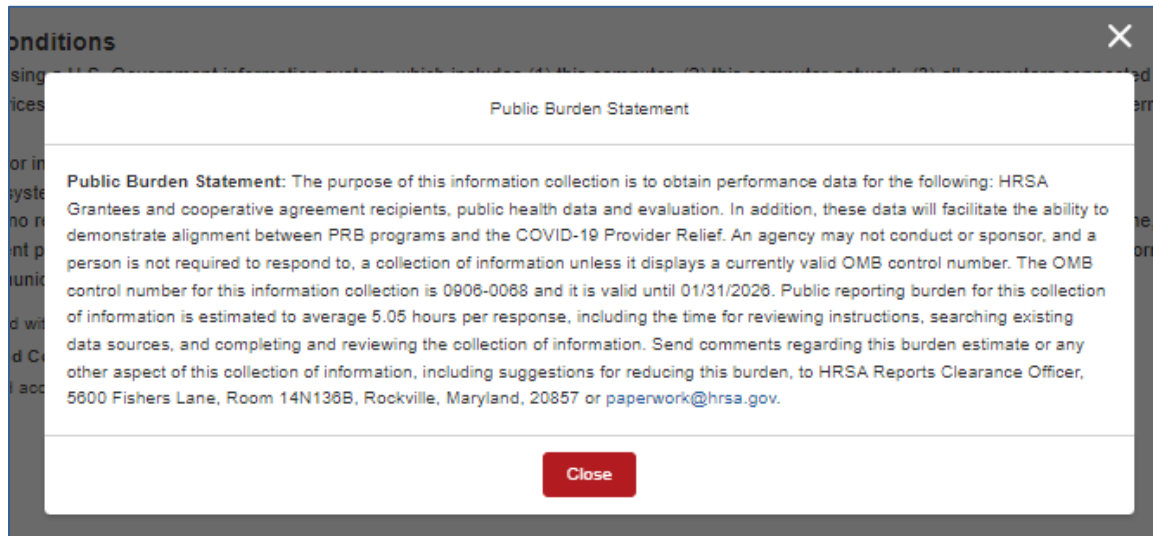 onditions
Public Burden Statement
Public Burden Statement: The purpose of this information collection is to obtain performance data for the following: HRSA
Grantees and cooperative agreement recipients, public health data and evaluation. In addition, these data will facilitate the ability to
demonstrate alignment between PRB programs and the COVID-19 Provider Relief. An agency may not conduct or sponsor, and a
person is not required to respond to, a collection of information unless it displays a currently valid OMB control number. The OMB
control number for this information collection is 0906-0068 and it is valid until 01/31/2026. Public reporting burden for this collection
of information is estimated to average 5.05 hours per response, including the time for reviewing instructions, searching existing
data sources, and completing and reviewing the collection of information. Send comments regarding this burden estimate or any
other aspect of this collection of information, including suggestions for reducing this burden, to HRSA Reports Clearance Officer,
5600 Fishers Lane, Room 14N136B, Rockville, Maryland, 20857 or paperwork@hrsa.gov.
Close